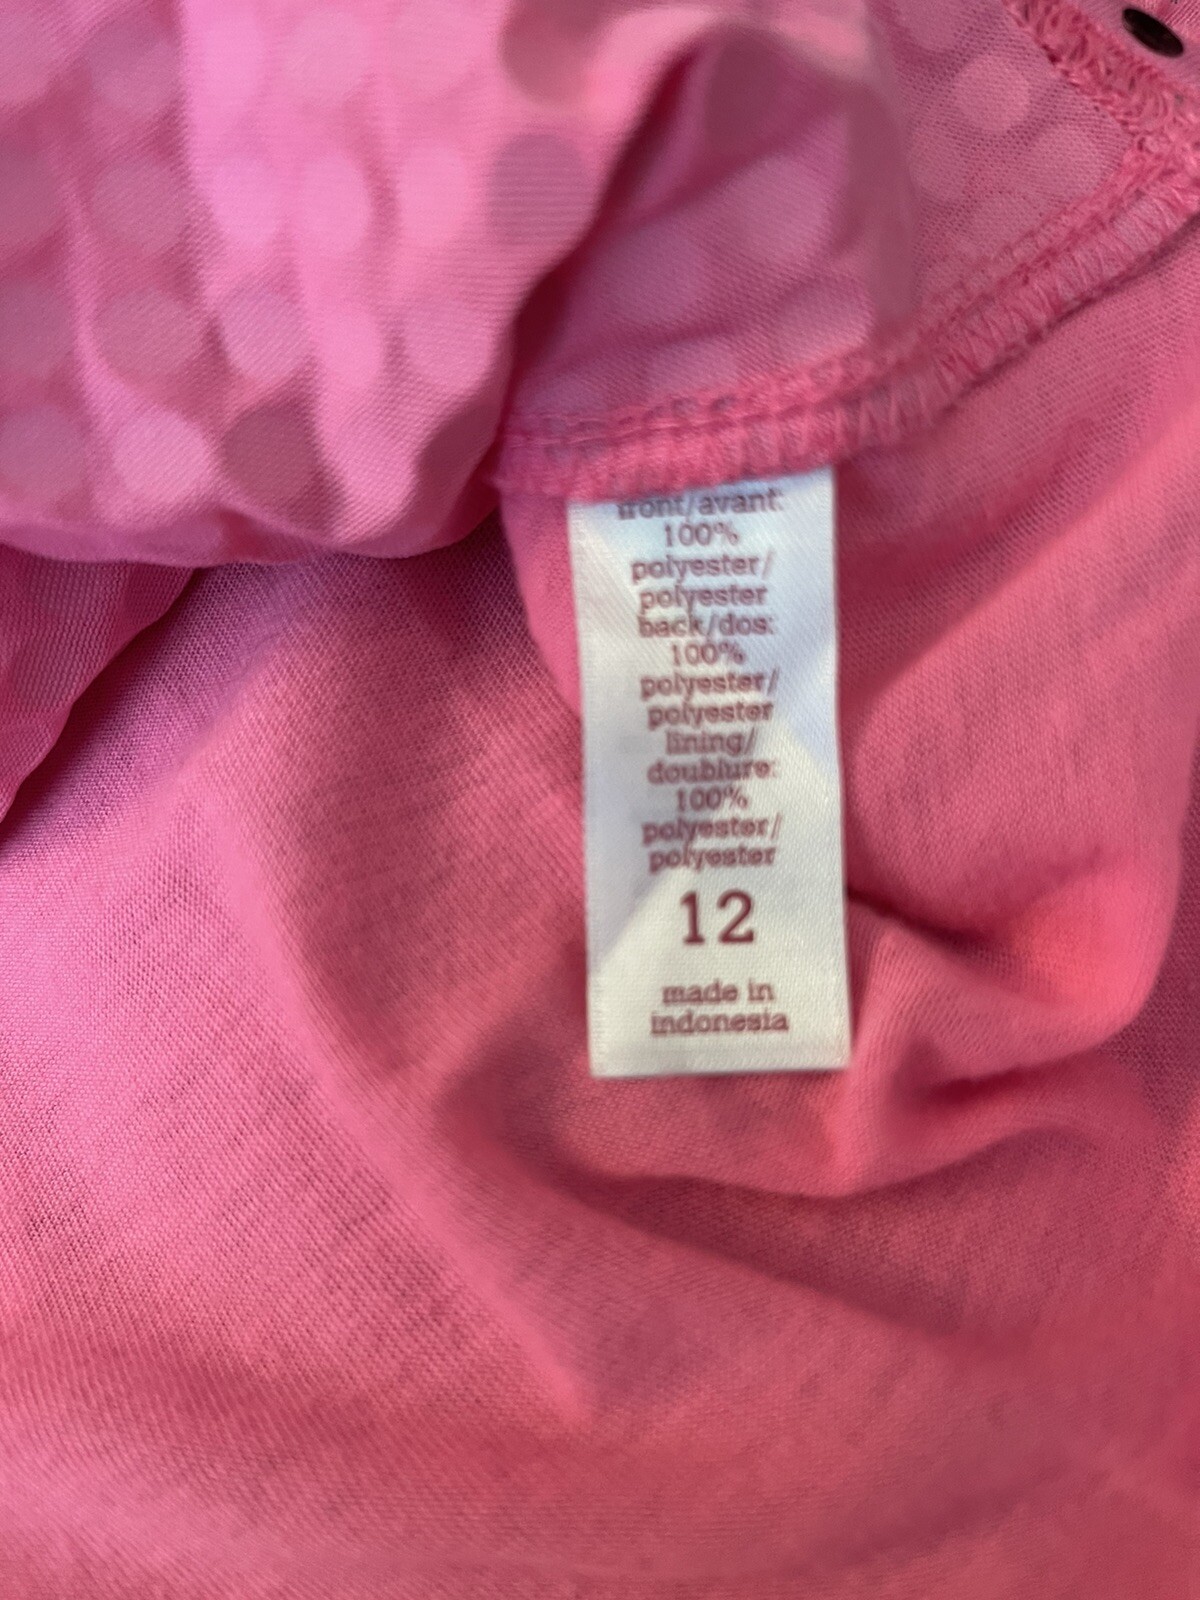 front/avant:
100%
polyester/
polyester
back/dos:
100%
polyester/
polyester
lining/
doublure:
100%
polyester/
polyester
12
made in
indonesia